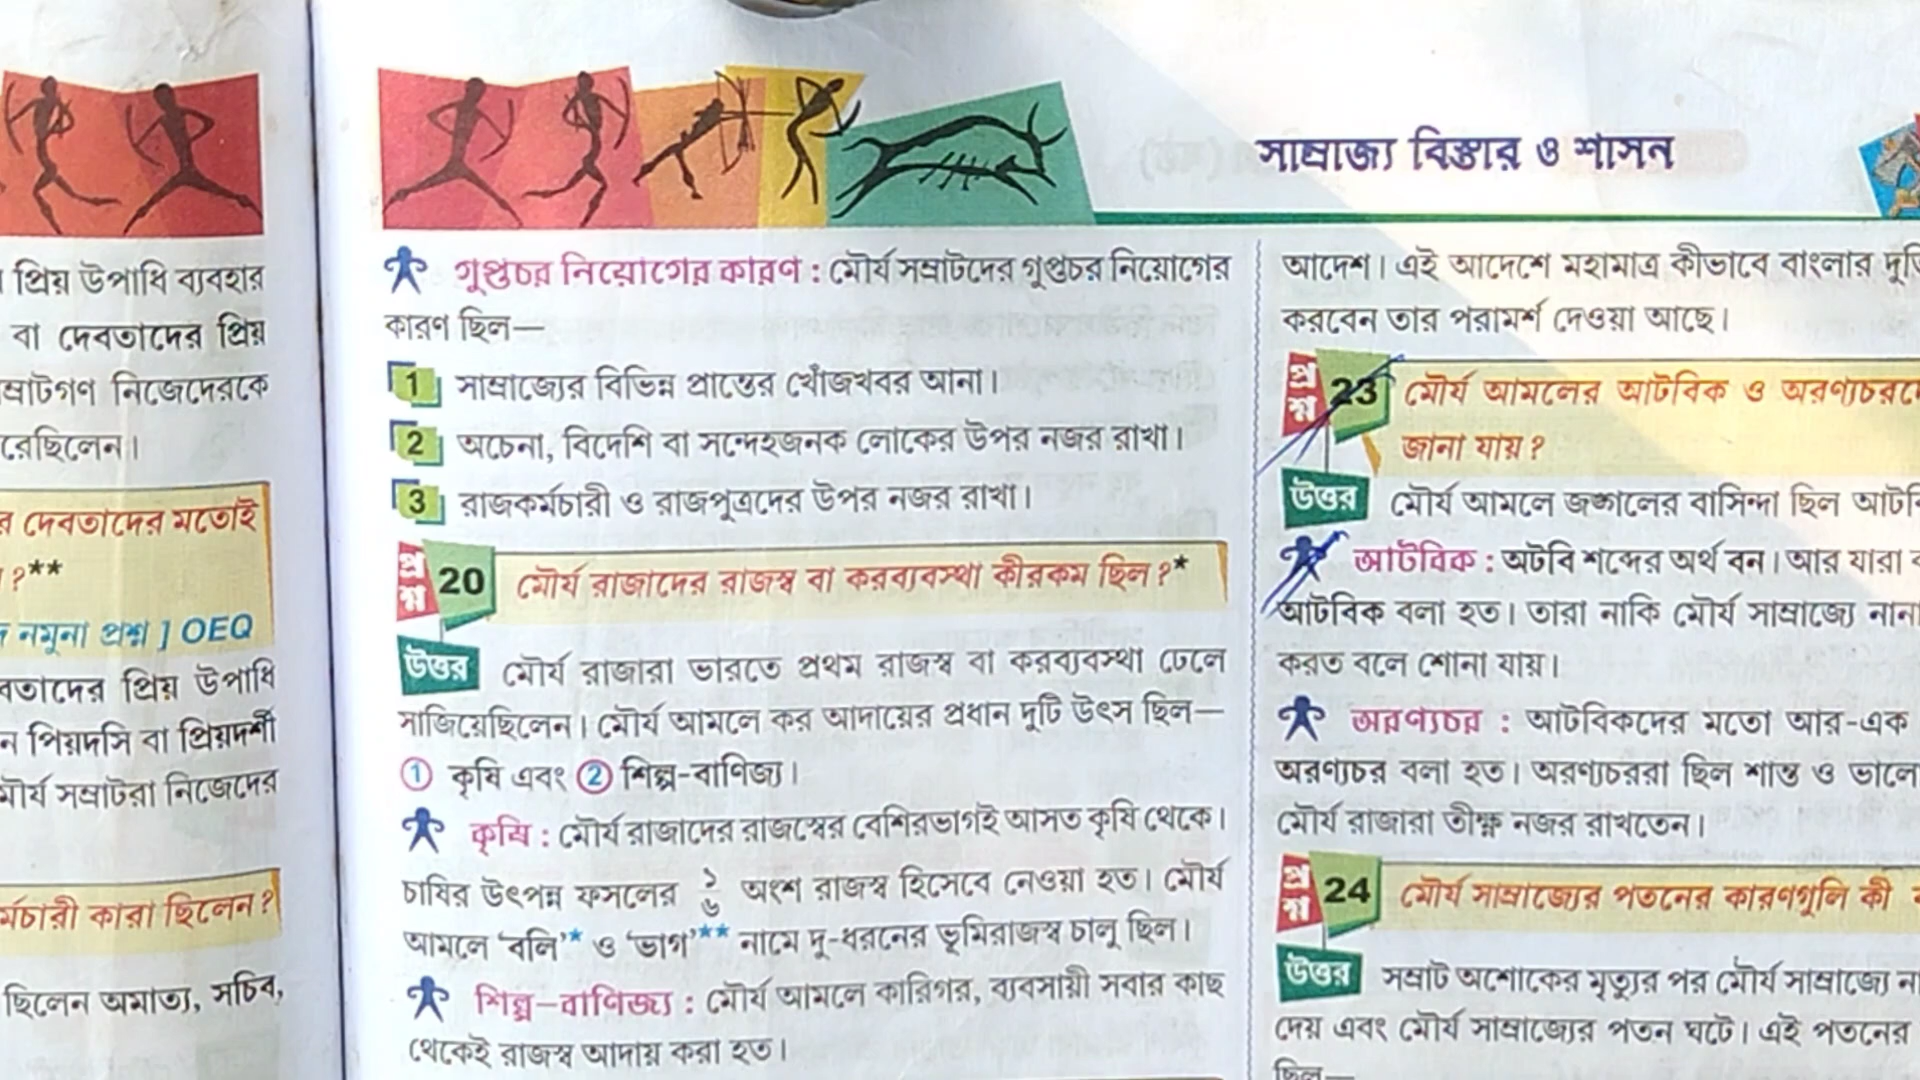 প্রিয় উপাধি ব্যবহার
বা দেবতাদের প্রিয়
ম্রাটগণ নিজেদেরকে
রেছিলেন।
র দেবতাদের মতোই
?**
নমুনা প্রশ্ন ] OEQ
বতাদের প্রিয় উপাধি
ন পিয়দসি বা প্রিয়দর্শী
মৌর্য সম্রাটরা নিজেদের
র্মচারী কারা ছিলেন?
ছিলেন অমাত্য, সচিব,
সাম্রাজ্য বিস্তার ও শাসন
গুপ্তচর নিয়োগের কারণ : মৌর্য সম্রাটদের গুপ্তচর নিয়োগের
কারণ ছিল—
1 সাম্রাজ্যের বিভিন্ন প্রান্তের খোঁজখবর আনা।
2 অচেনা, বিদেশি বা সন্দেহজনক লোকের উপর নজর রাখা।
3 রাজকর্মচারী ও রাজপুত্রদের উপর নজর রাখা।
প্রশ্ন 20 মৌর্য রাজাদের রাজস্ব বা করব্যবস্থা কীরকম ছিল?*
উত্তর মৌর্য রাজারা ভারতে প্রথম রাজস্ব বা করব্যবস্থা ঢেলে
সাজিয়েছিলেন। মৌর্য আমলে কর আদায়ের প্রধান দুটি উৎস ছিল—
① কৃষি এবং ② শিল্প-বাণিজ্য।
কৃষি : মৌর্য রাজাদের রাজস্বের বেশিরভাগই আসত কৃষি থেকে।
চাষির উৎপন্ন ফসলের ১/৬ অংশ রাজস্ব হিসেবে নেওয়া হত। মৌর্য
আমলে ‘বলি’* ও ‘ভাগ’** নামে দু-ধরনের ভূমিরাজস্ব চালু ছিল।
শিল্প-বাণিজ্য : মৌর্য আমলে কারিগর, ব্যবসায়ী সবার কাছ
থেকেই রাজস্ব আদায় করা হত।
আদেশ। এই আদেশে মহামাত্র কীভাবে বাংলার
করবেন তার পরামর্শ দেওয়া আছে।
প্রশ্ন 23 মৌর্য আমলের আটবিক ও অরণ্যচর
জানা যায়?
উত্তর মৌর্য আমলে জঙ্গলের বাসিন্দা ছিল আটবি
আটবিক : অটবি শব্দের অর্থ বন। আর যারা
আটবিক বলা হত। তারা নাকি মৌর্য সাম্রাজ্যে নানা
করত বলে শোনা যায়।
অরণ্যচর : আটবিকদের মতো আর-এক
অরণ্যচর বলা হত। অরণ্যচররা ছিল শান্ত ও ভালো
মৌর্য রাজারা তীক্ষ্ণ নজর রাখতেন।
প্রশ্ন 24 মৌর্য সাম্রাজ্যের পতনের কারণগুলি কী
উত্তর সম্রাট অশোকের মৃত্যুর পর মৌর্য সাম্রাজ্যে না
দেয় এবং মৌর্য সাম্রাজ্যের পতন ঘটে। এই পতনের
ছিল—